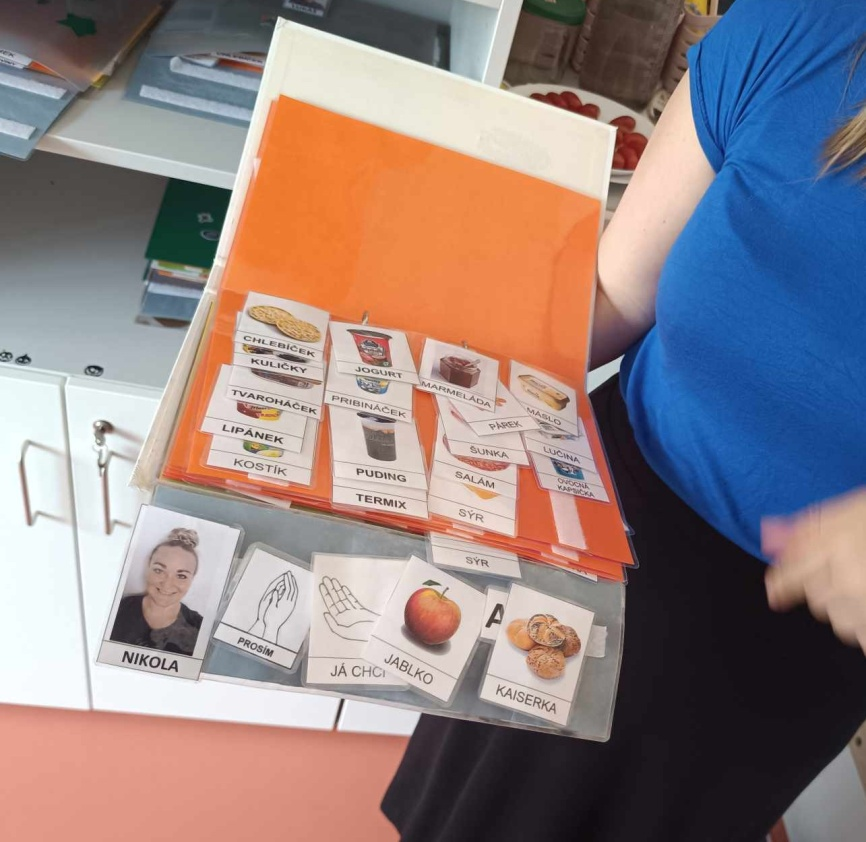 CHLEBÍČEK
KULIČKY
TVAROHÁČEK
LIPÁNEK
KOSTÍK
JOGURT
PRIBINÁČEK
PUDING
TERMIX
MARMELÁDA
PÁREK
ŠUNKA
SALÁM
SÝR
SÝR
MÁSLO
LUČINA
OVOCNÁ
KAPSIČKA
NIKOLA
PROSÍM
JÁ CHCI
JABLKO
A
KAISERKA